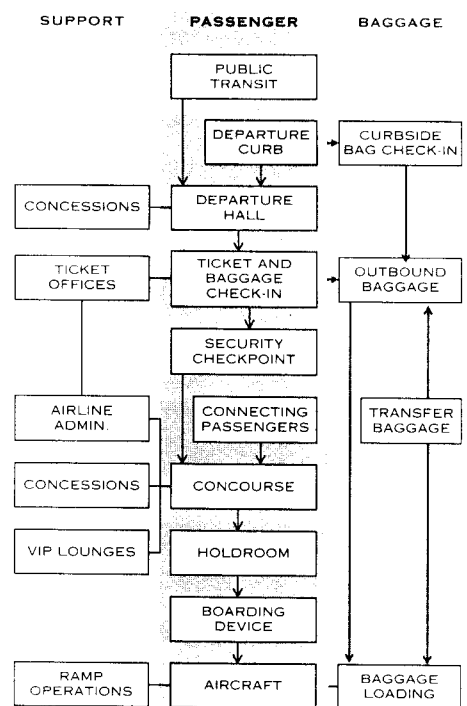 SUPPORT
PASSENGER
BAGGAGE
PUBLIC
TRANSIT
DEPARTURE
CURB
CURBSIDE
BAG CHECK-IN
CONCESSIONS
DEPARTURE
HALL
TICKET
OFFICES
TICKET AND
BAGGAGE
CHECK-IN
OUTBOUND
BAGGAGE
SECURITY
CHECKPOINT
AIRLINE
ADMIN.
CONNECTING
PASSENGERS
TRANSFER
BAGGAGE
CONCESSIONS
CONCOURSE
VIP LOUNGES
HOLDROOM
BOARDING
DEVICE
RAMP
OPERATIONS
AIRCRAFT
BAGGAGE
LOADING